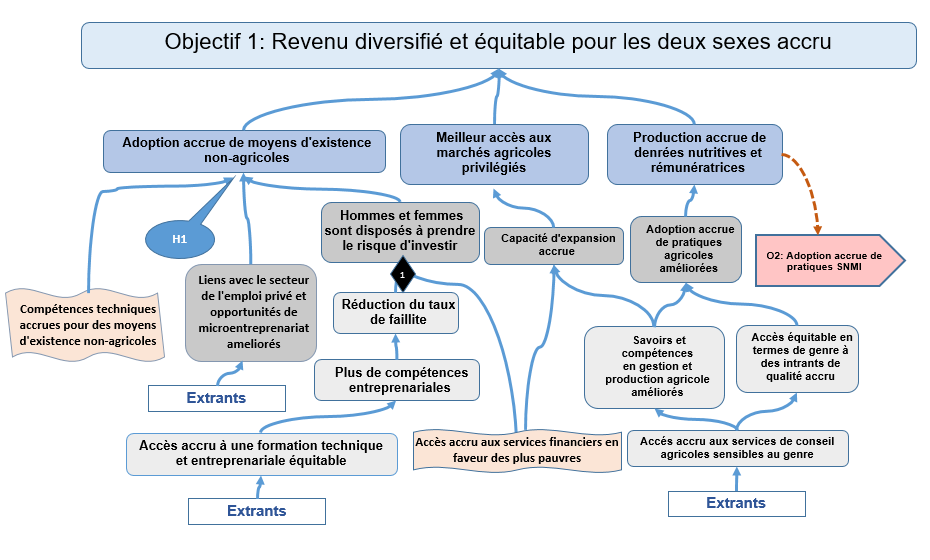 Objectif 1: Revenu diversifié et équitable pour les deux sexes accru
Adoption accrue de moyens d'existence
non-agricoles
Meilleur accès aux
marchés agricoles
privilégiés
Production accrue de
denrées nutritives et
rémunératrices
H1
Hommes et femmes
sont disposés à prendre
le risque d'investir
Capacité d'expansion
accrue
Adoption accrue
de pratiques
agricoles
améliorées
O2: Adoption accrue de
pratiques SNMI
Compétences techniques
accrues pour des moyens
d'existence non-agricoles
Liens avec le secteur
de l'emploi privé et
opportunités de
microentreprenariat
ameliorés
1
Réduction du taux
de faillite
Savoirs et
compétences
en gestion et
production agricole
améliorés
Accès équitable en
termes de genre à
des intrants de
qualité accru
Plus de compétences
entreprenariales
Extrants
Accès accru à une formation technique
et entreprenariale équitable
Accès accru aux services financiers en
faveur des plus pauvres
Accés accru aux services de conseil
agricoles sensibles au genre
Extrants
Extrants